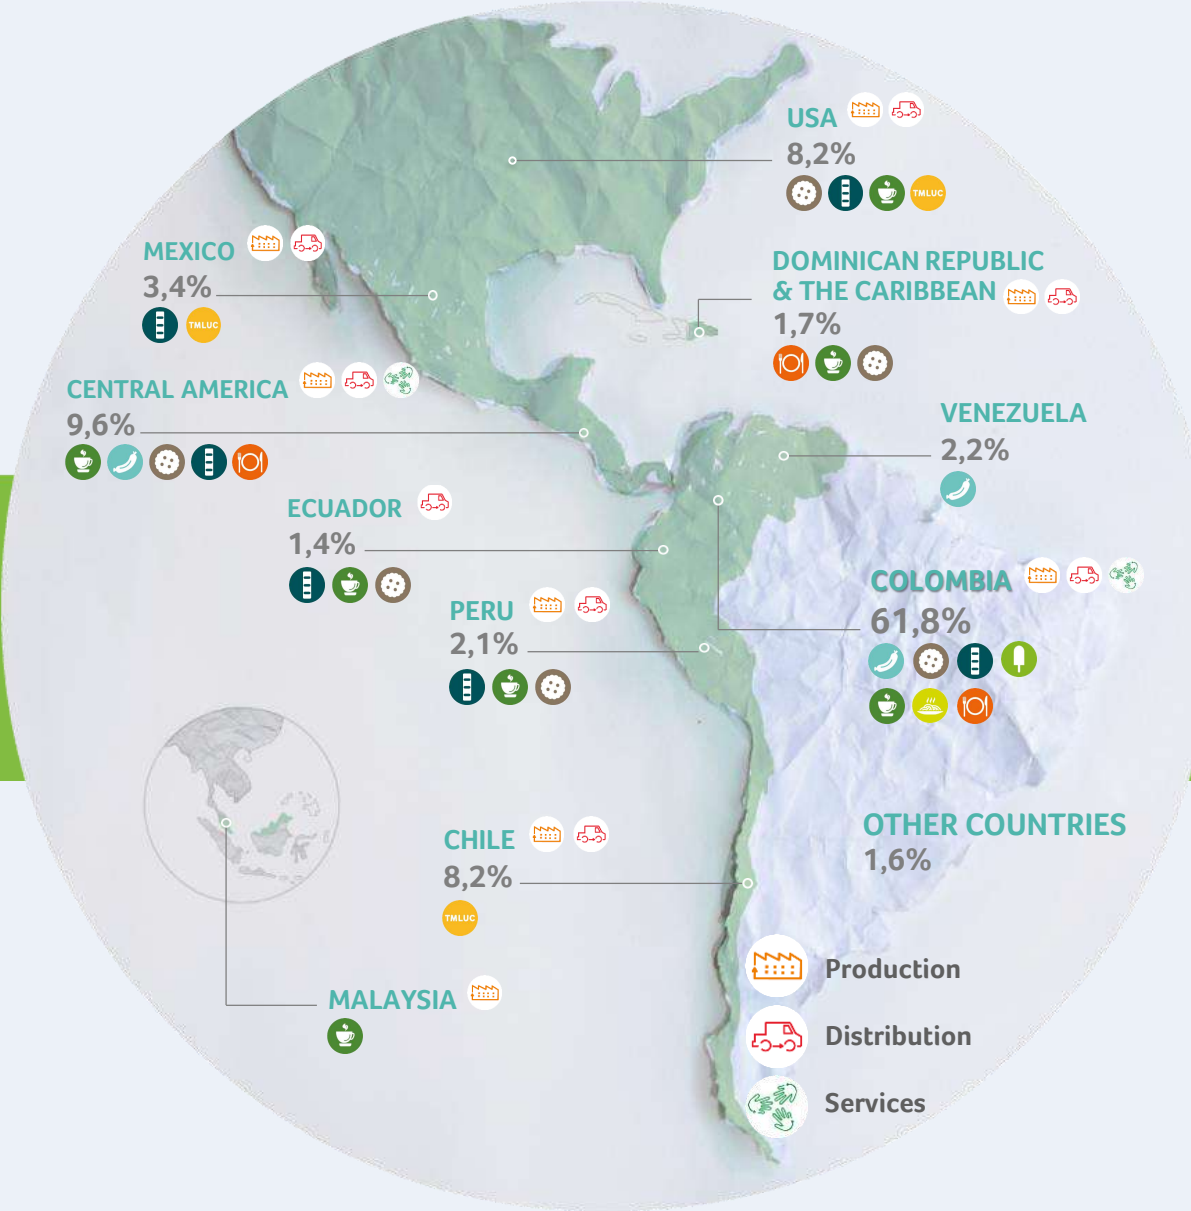 USA
8,2%
TMLUC
MEXICO
3,4%
TMLUC
DOMINICAN REPUBLIC
& THE CARIBBEAN
1,7%
CENTRAL AMERICA
9,6%
VENEZUELA
2,2%
ECUADOR
1,4%
COLOMBIA
61,8%
PERU
2,1%
OTHER COUNTRIES
1,6%
CHILE
8,2%
TMLUC
MALAYSIA
Production
Distribution
Services